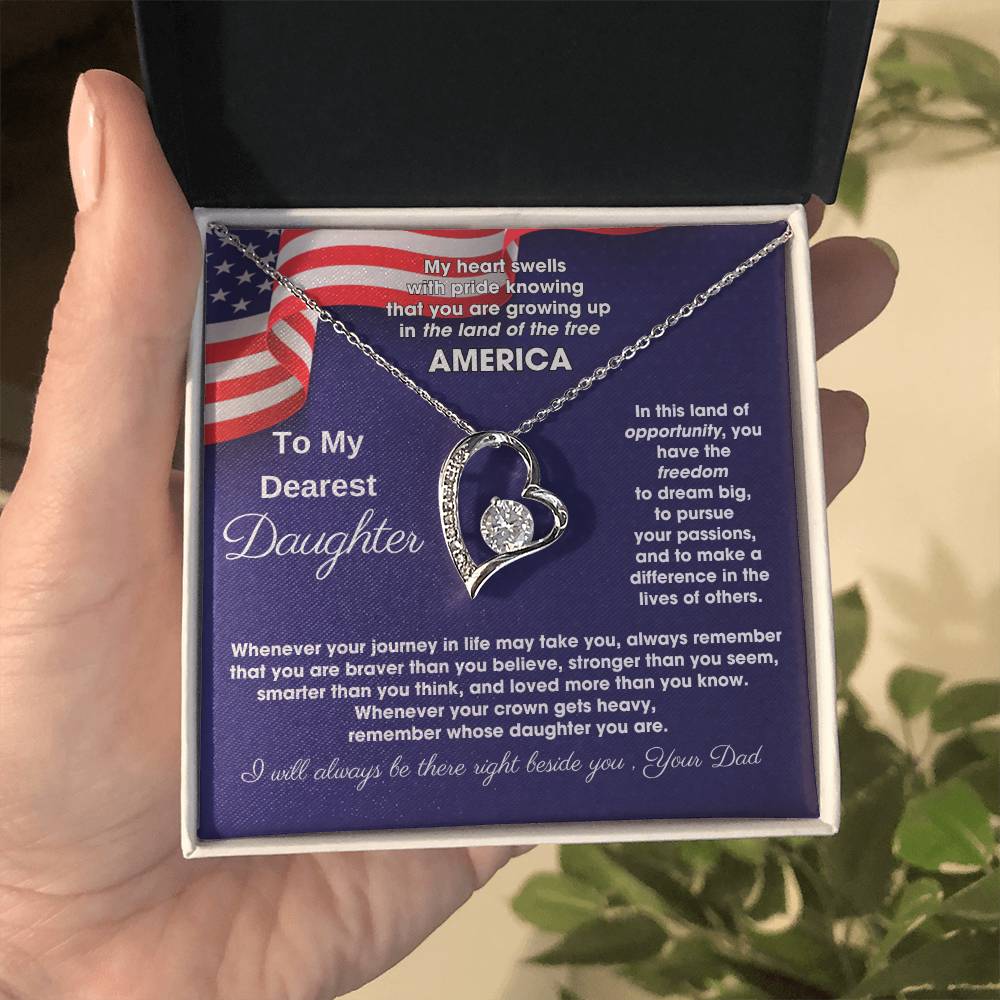 My heart swells
with pride knowing
that you are growing up
in the land of the free
AMERICA
To My
Dearest
Daughter
In this land of
opportunity, you
have the
freedom
to dream big,
to pursue
your passions,
and to make a
difference in the
lives of others.
Whenever your journey in life may take you, always remember
that you are braver than you believe, stronger than you seem,
smarter than you think, and loved more than you know.
Whenever your crown gets heavy,
remember whose daughter you are.
I will always be there right beside you , Your Dad